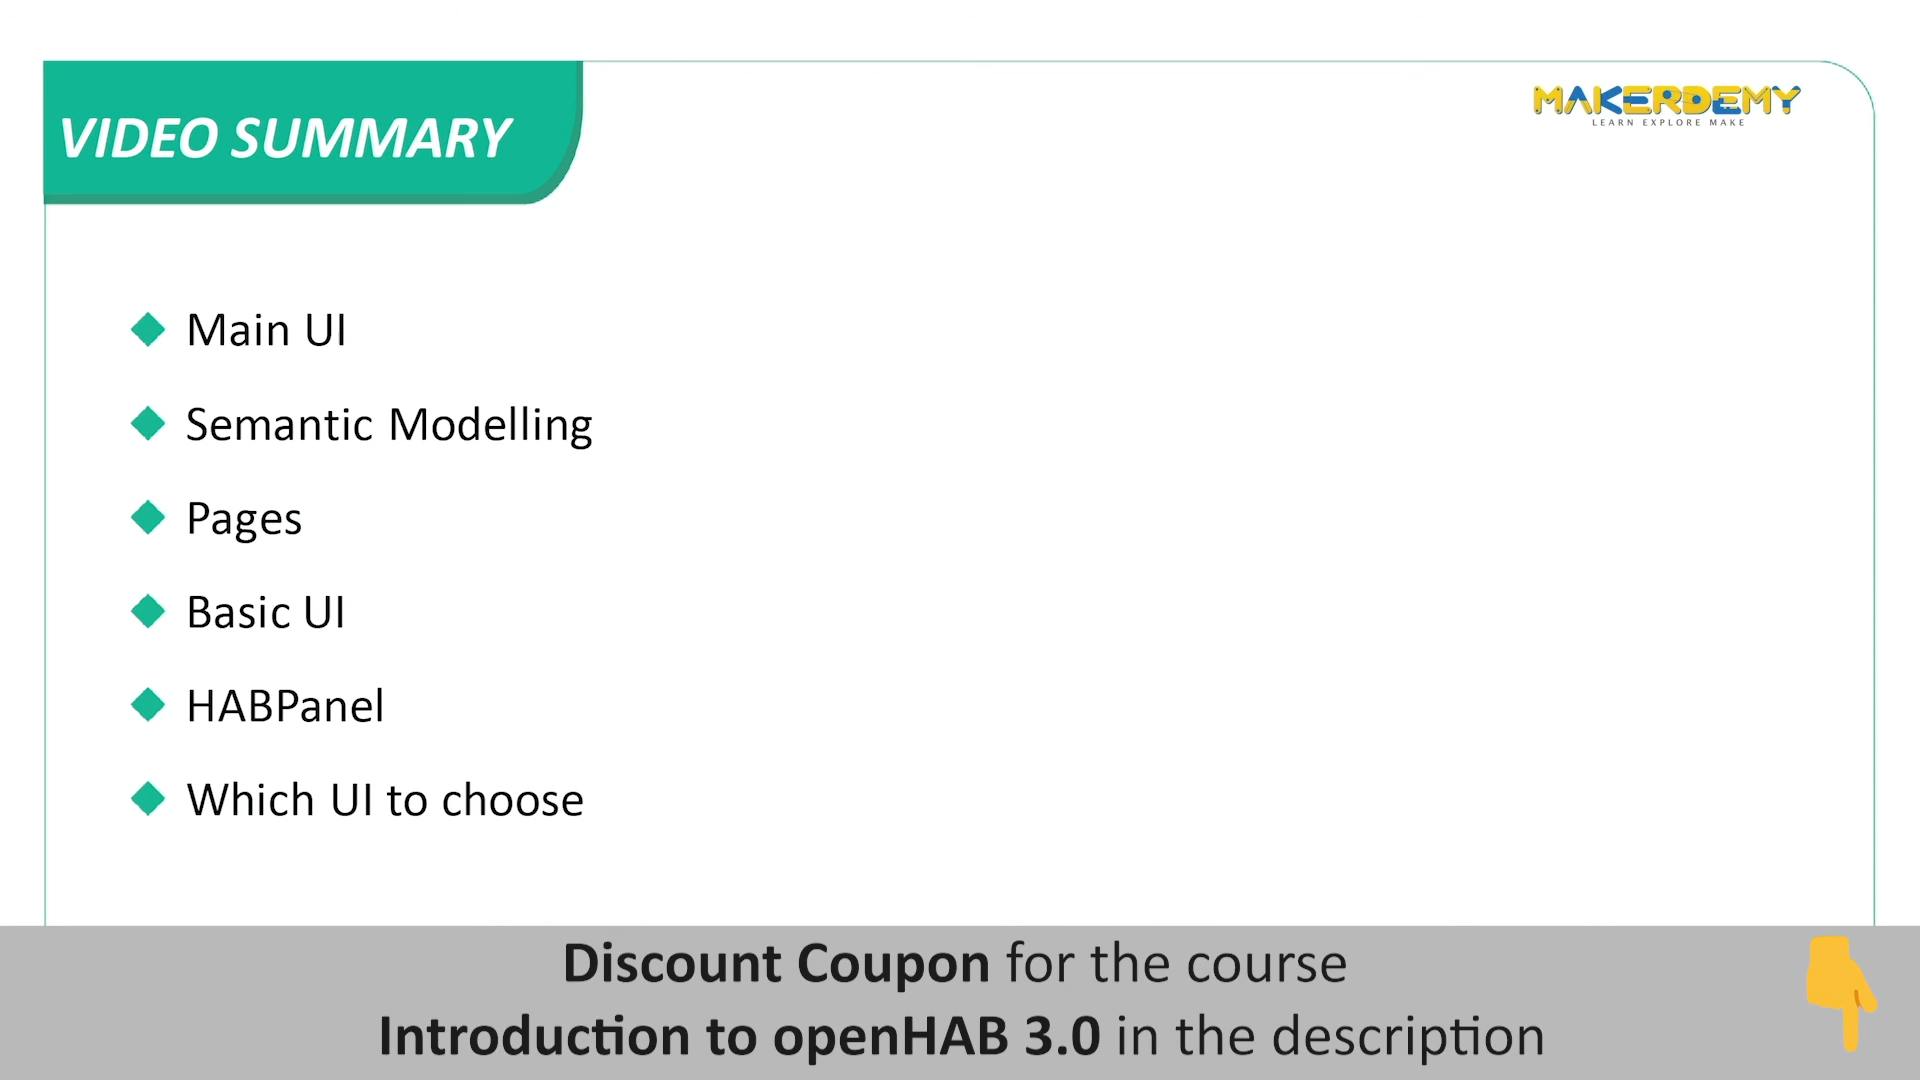 VIDEO SUMMARY
MAKERDEMY
LEARN EXPLORE MAKE
Main UI
Semantic Modelling
Pages
Basic UI
HABPanel
Which UI to choose
Discount Coupon for the course
Introduction to openHAB 3.0 in the description